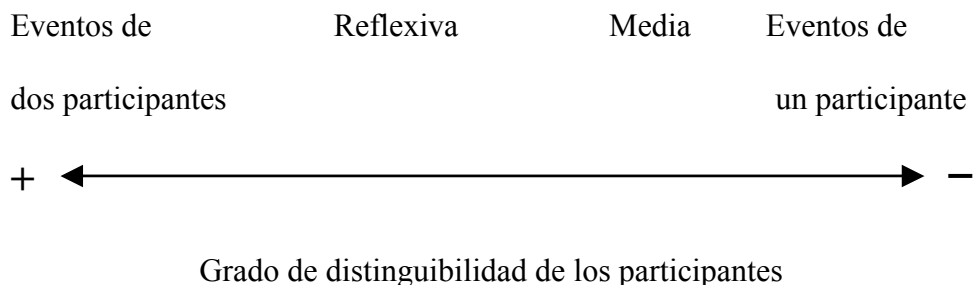 Eventos de Reflexiva Media Eventos de
dos participantes un participante
+ −
Grado de distinguibilidad de los participantes